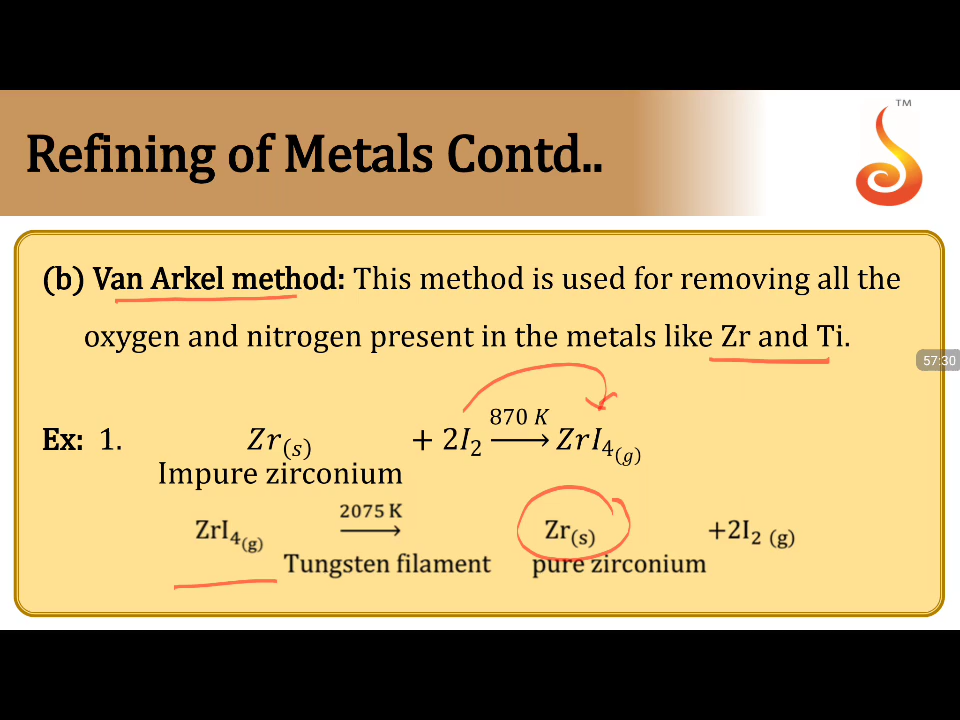 TM
Refining of Metals Contd..
(b) Van Arkel method: This method is used for removing all the
oxygen and nitrogen present in the metals like Zr and Ti.
57:30
870 K
Ex: 1. Zr(s) + 2I2 ⟶ ZrI4(g)
Impure zirconium
2075 K
ZrI4(g) ⟶ Zr(s) +2I2 (g)
Tungsten filament pure zirconium